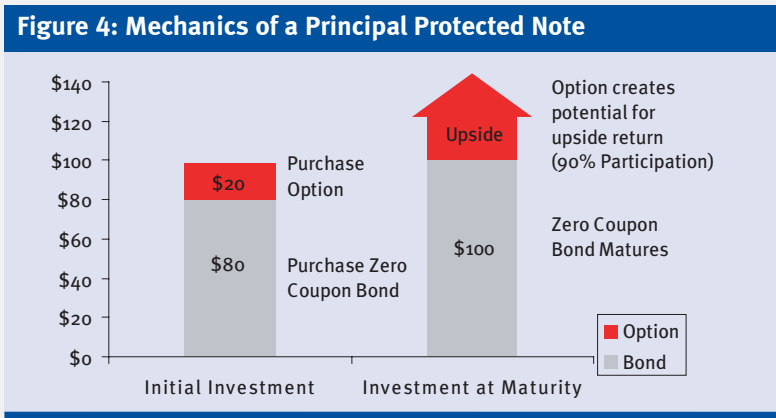 Figure 4: Mechanics of a Principal Protected Note
$140
$120
$100
$80
$60
$40
$20
$0
$20
Purchase
Option
$80
Purchase Zero
Coupon Bond
Upside
Option creates
potential for
upside return
(90% Participation)
$100
Zero Coupon
Bond Matures
Option
Bond
Initial Investment
Investment at Maturity